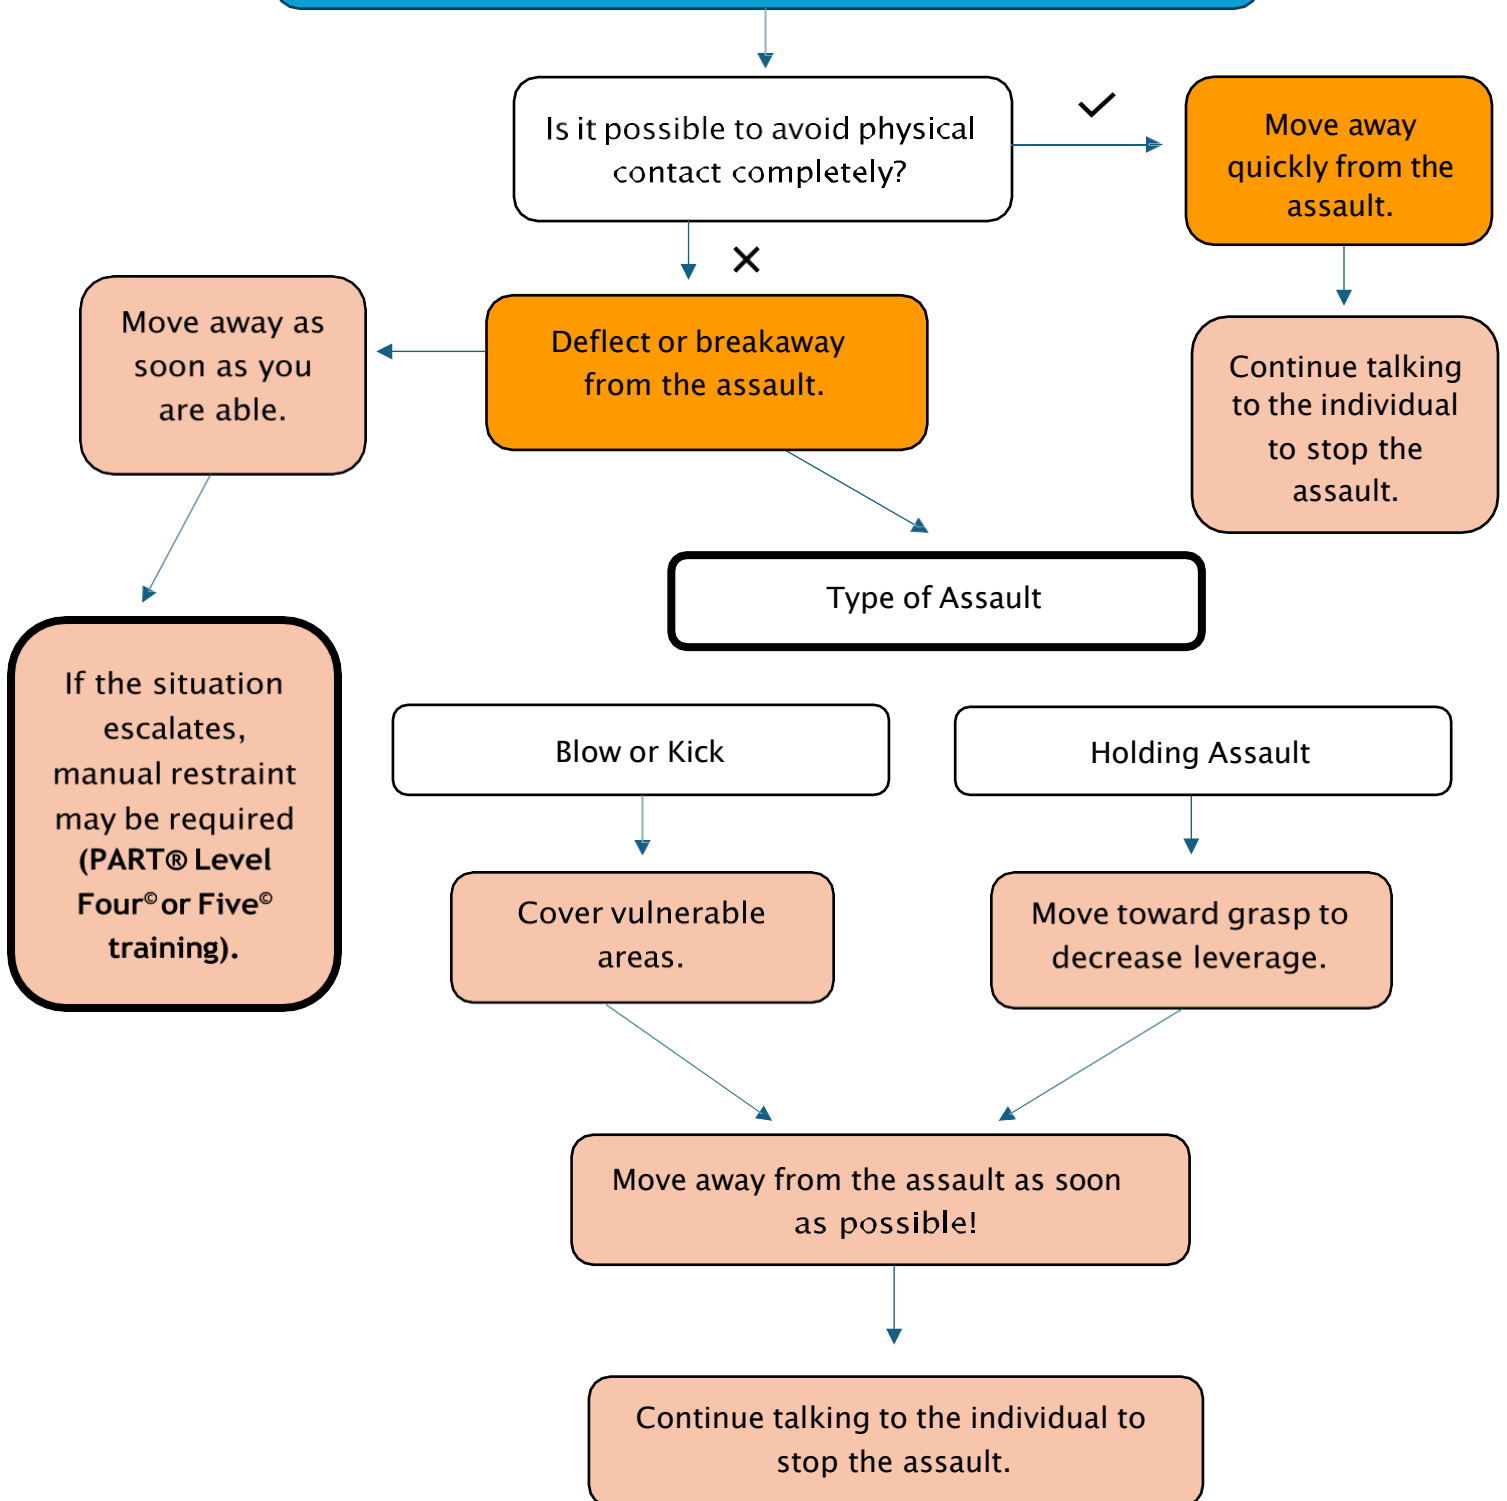 Is it possible to avoid physical
contact completely?
✓
Move away
quickly from the
assault.
✕
Move away as
soon as you
are able.
Deflect or breakaway
from the assault.
Continue talking
to the individual
to stop the
assault.
Type of Assault
If the situation
escalates,
manual restraint
may be required
(PART® Level
Four© or Five©
training).
Blow or Kick
Holding Assault
Cover vulnerable
areas.
Move toward grasp to
decrease leverage.
Move away from the assault as soon
as possible!
Continue talking to the individual to
stop the assault.